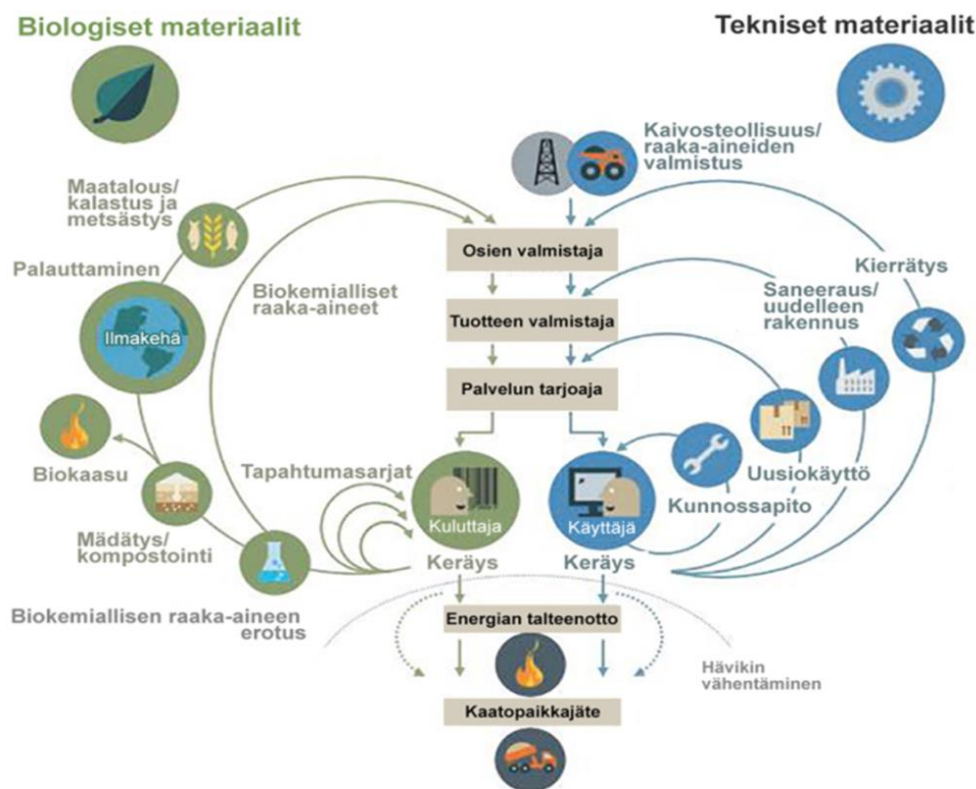 Biologiset materiaalit
Tekniset materiaalit
Kaivosteollisuus/
raaka-aineiden
valmistus
Maatalous/
kalastus ja
metsästys
Osien valmistaja
Palauttaminen
Kierrätys
Biokemialliset
raaka-aineet
Saneeraus/
uudelleen
rakennus
Tuotteen valmistaja
Ilmakehä
Palvelun tarjoaja
Biokaasu
Tapahtumasarjat
Uusiokäyttö
Kunnossapito
Kuluttaja
Käyttäjä
Mädätys/
kompostointi
Keräys
Keräys
Biokemiallisen raaka-aineen
erotus
Energian talteenotto
Hävikin
vähentäminen
Kaatopaikkajäte